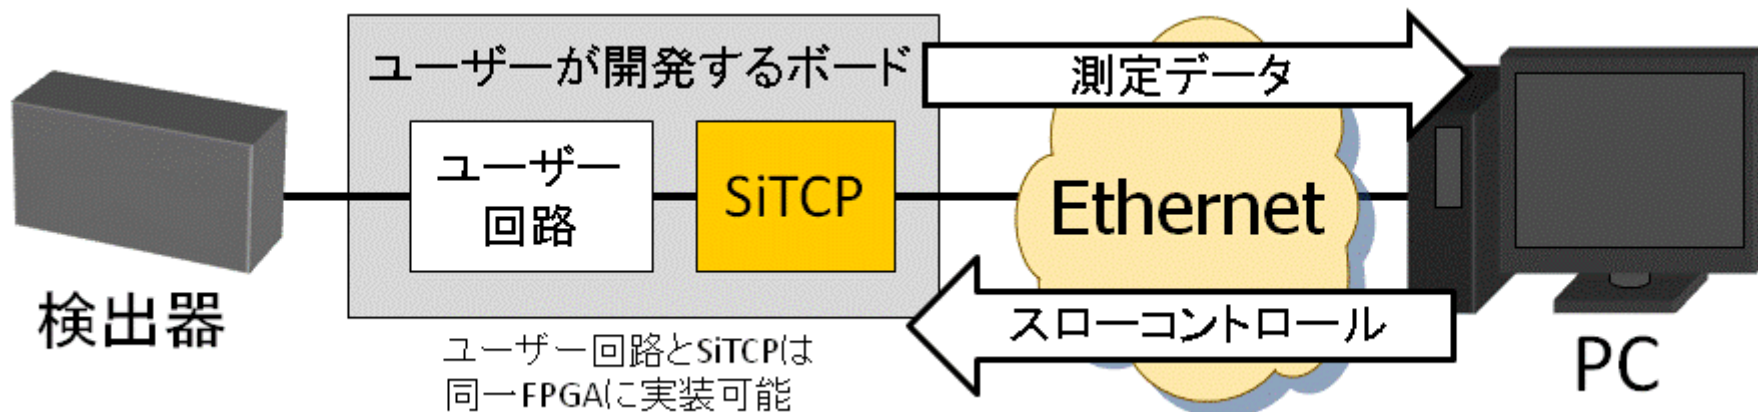 ユーザーが開発するボード
測定データ
ユーザー
回路
SiTCP
Ethernet
検出器
スローコントロール
PC
ユーザー回路とSiTCPは
同一FPGAに実装可能